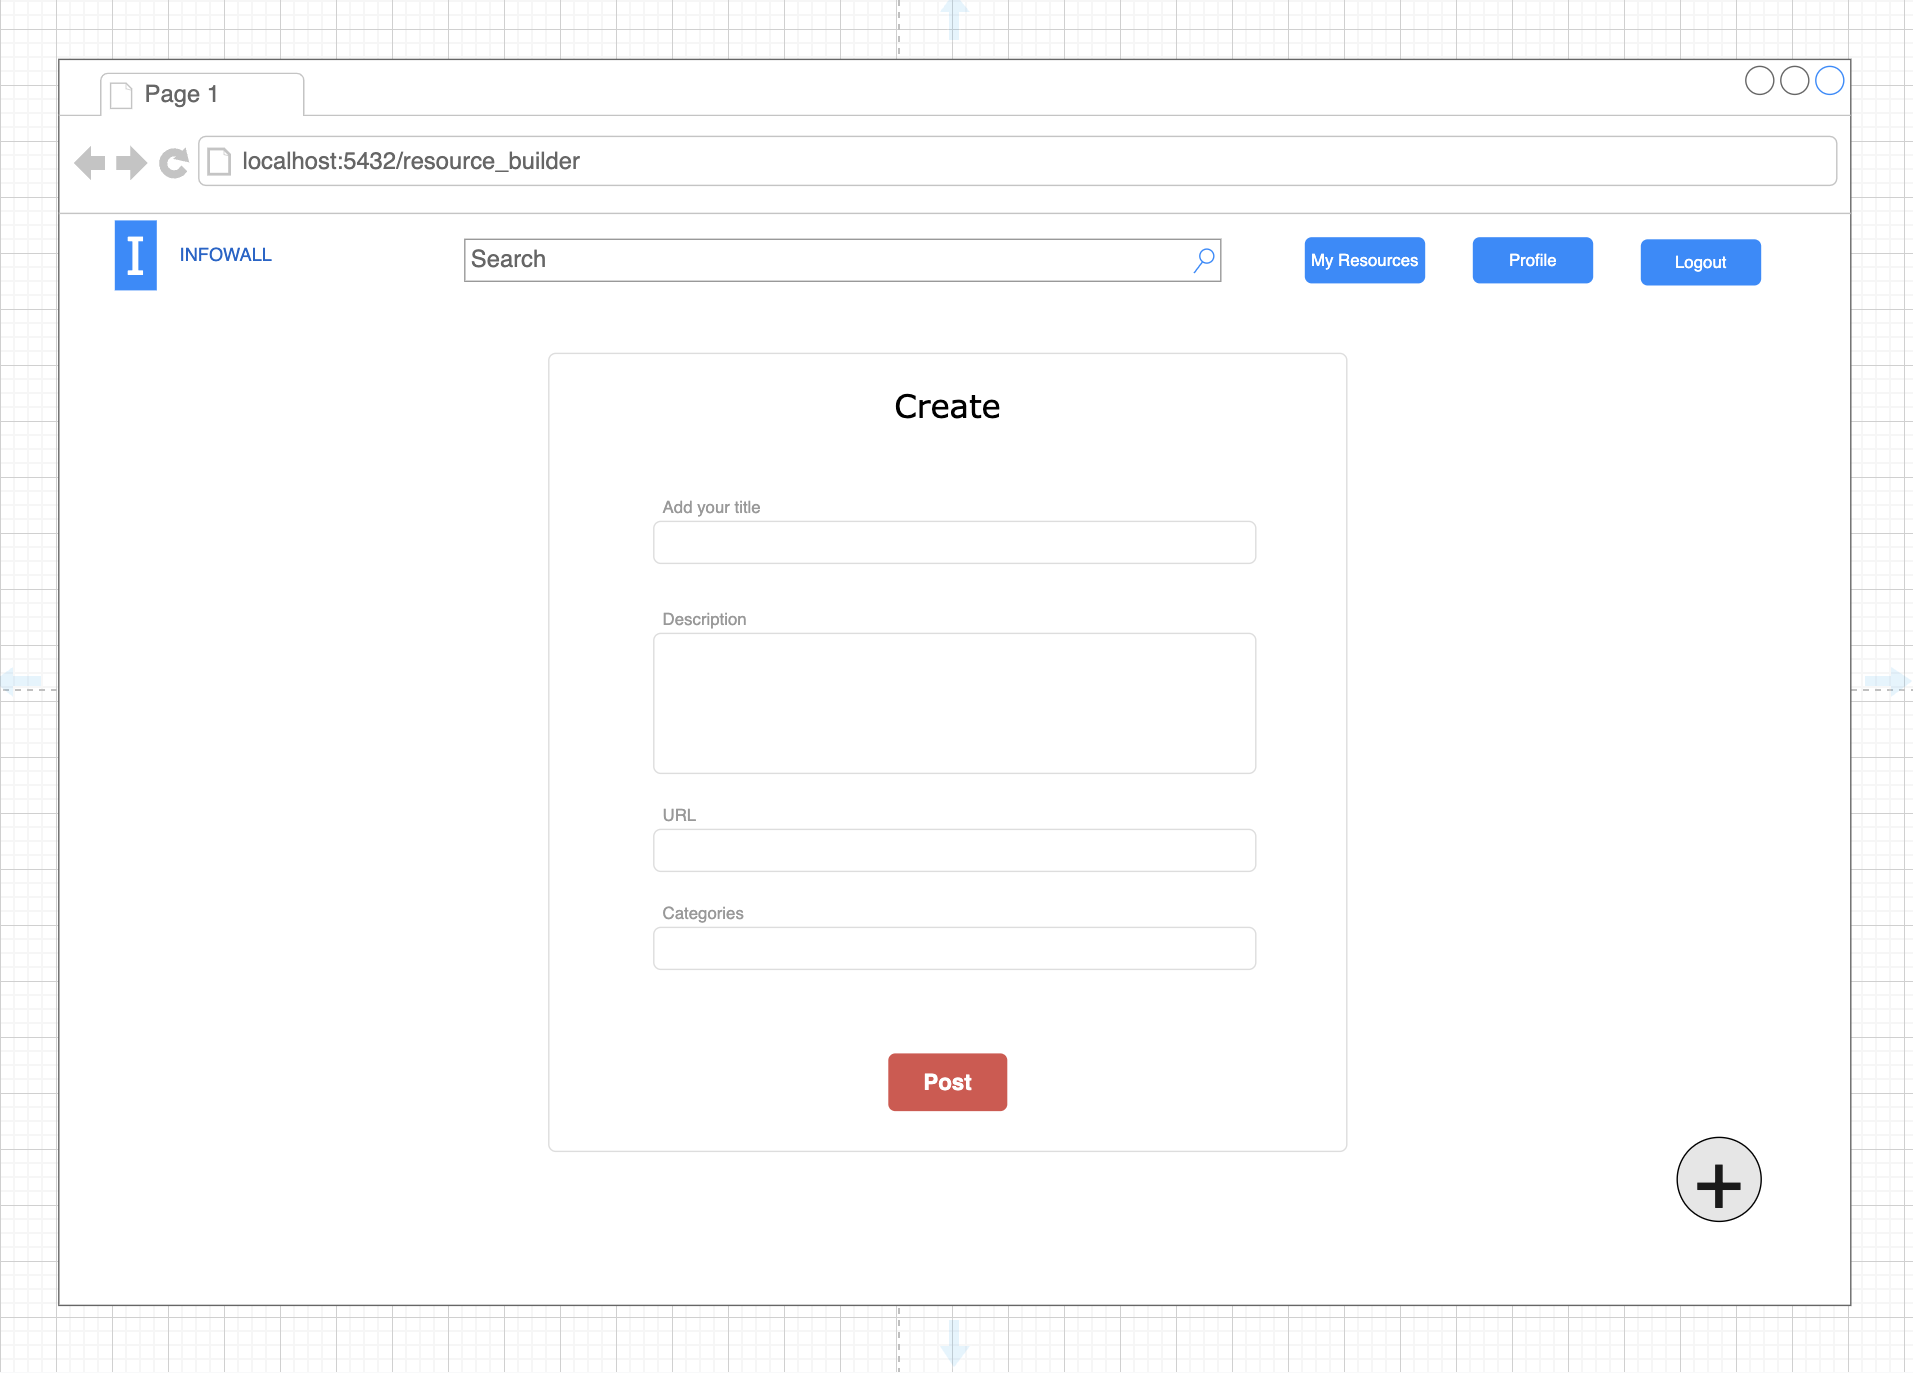 Page 1
localhost:5432/resource_builder
I
INFOWALL
Search
My Resources
Profile
Logout
Create
Add your title
Description
URL
Categories
Post
+